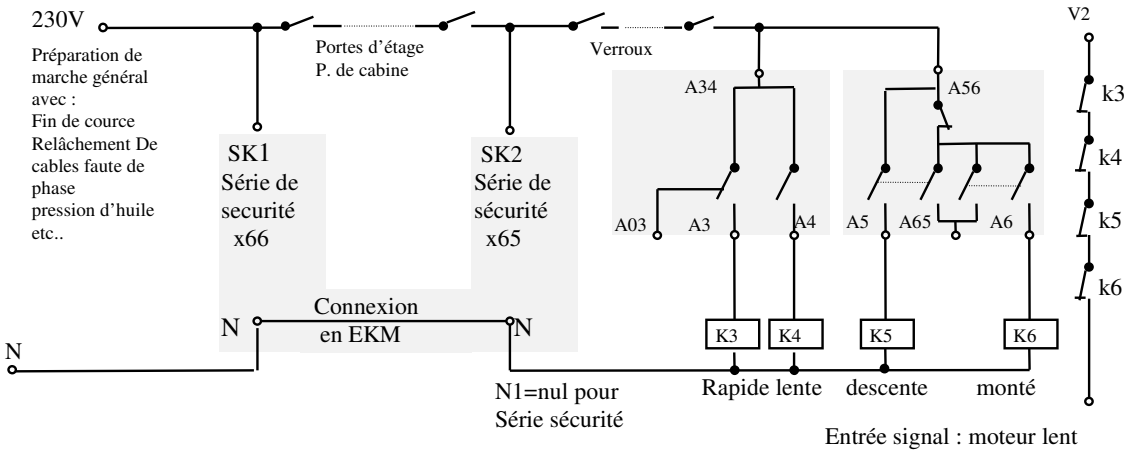 230V
Préparation de
marche général
avec :
Fin de cource
Relâchement De
cables faute de
phase
pression d'huile
etc..
Portes d'étage
P. de cabine
Verroux
V2
A34
A56
k3
k4
k5
k6
SK1
Série de
securité
x66
SK2
Série de
sécurité
x65
A03
A3
A4
A5
A65
A6
N
Connexion
en EKM
N
N
K3
K4
K5
K6
Rapide lente
descente
monté
N1=nul pour
Série sécurité
Entrée signal : moteur lent